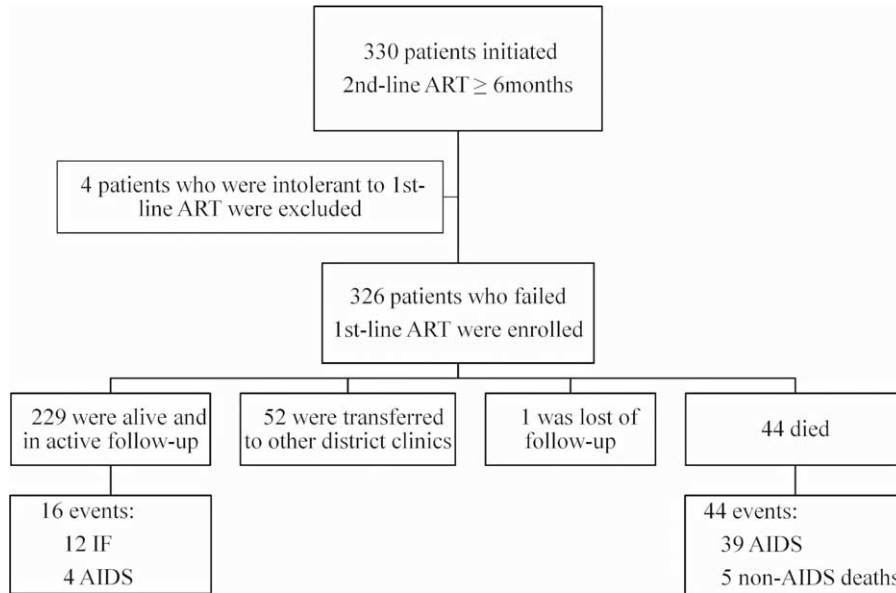 330 patients initiated
2nd-line ART ≥ 6months
4 patients who were intolerant to 1st-
line ART were excluded
326 patients who failed
1st-line ART were enrolled
229 were alive and
in active follow-up
52 were transferred
to other district clinics
1 was lost of
follow-up
44 died
16 events:
12 IF
4 AIDS
44 events:
39 AIDS
5 non-AIDS deaths